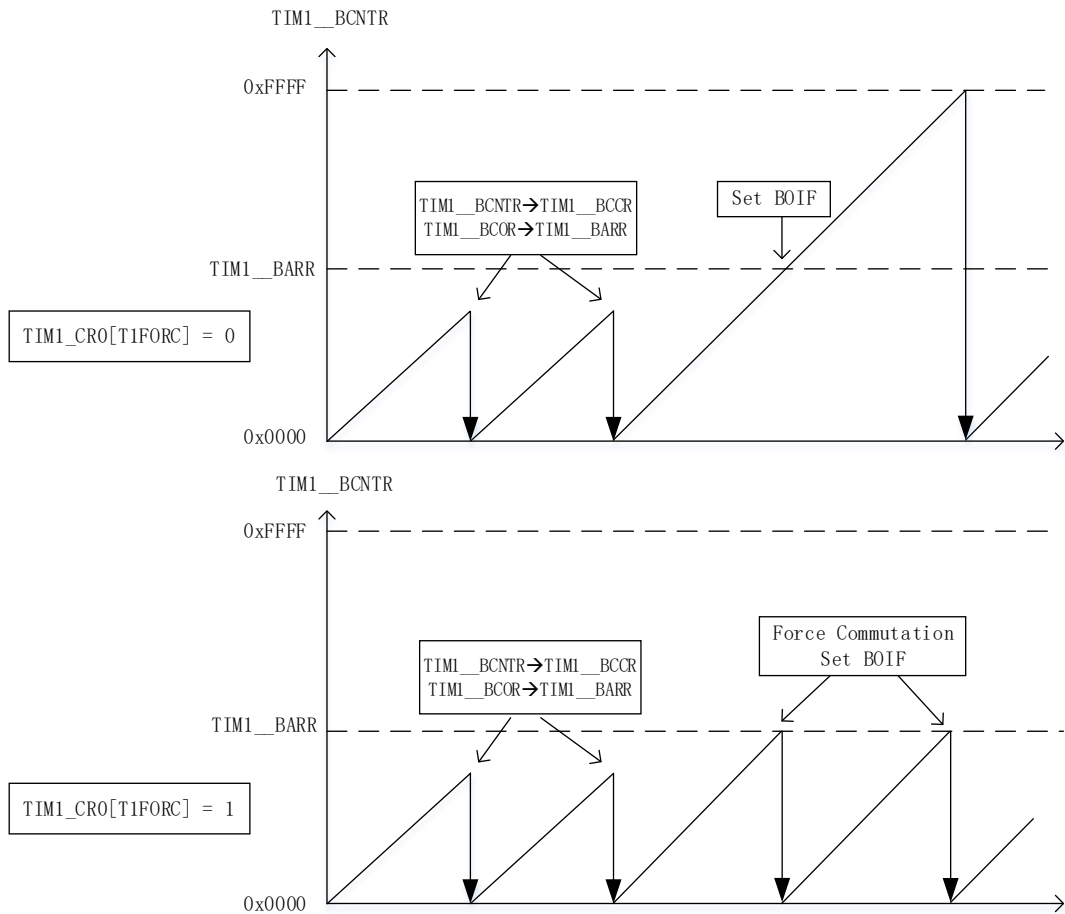 TIM1__BCNTR
0xFFFF
TIM1__BCNTR→TIM1__BCCR
TIM1__BCOR→TIM1__BARR
Set BOIF
TIM1__BARR
TIM1_CR0[T1FORC] = 0
0x0000
TIM1__BCNTR
0xFFFF
Force Commutation
Set BOIF
TIM1__BCNTR→TIM1__BCCR
TIM1__BCOR→TIM1__BARR
TIM1__BARR
TIM1_CR0[T1FORC] = 1
0x0000